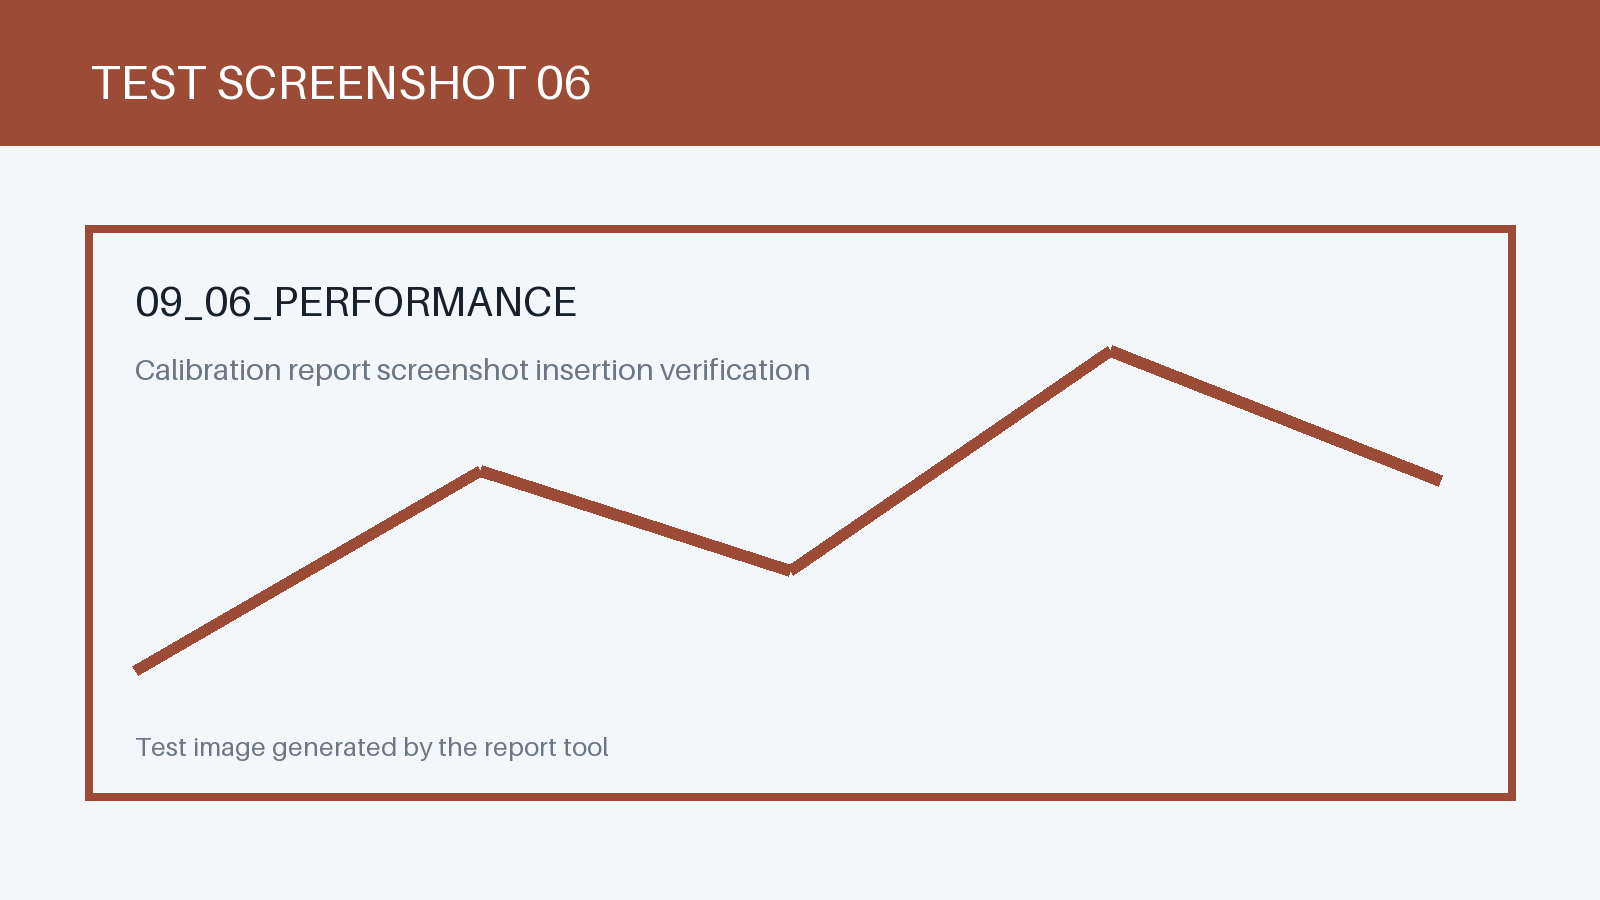 TEST SCREENSHOT 06
09_06_PERFORMANCE
Calibration report screenshot insertion verification
Test image generated by the report tool